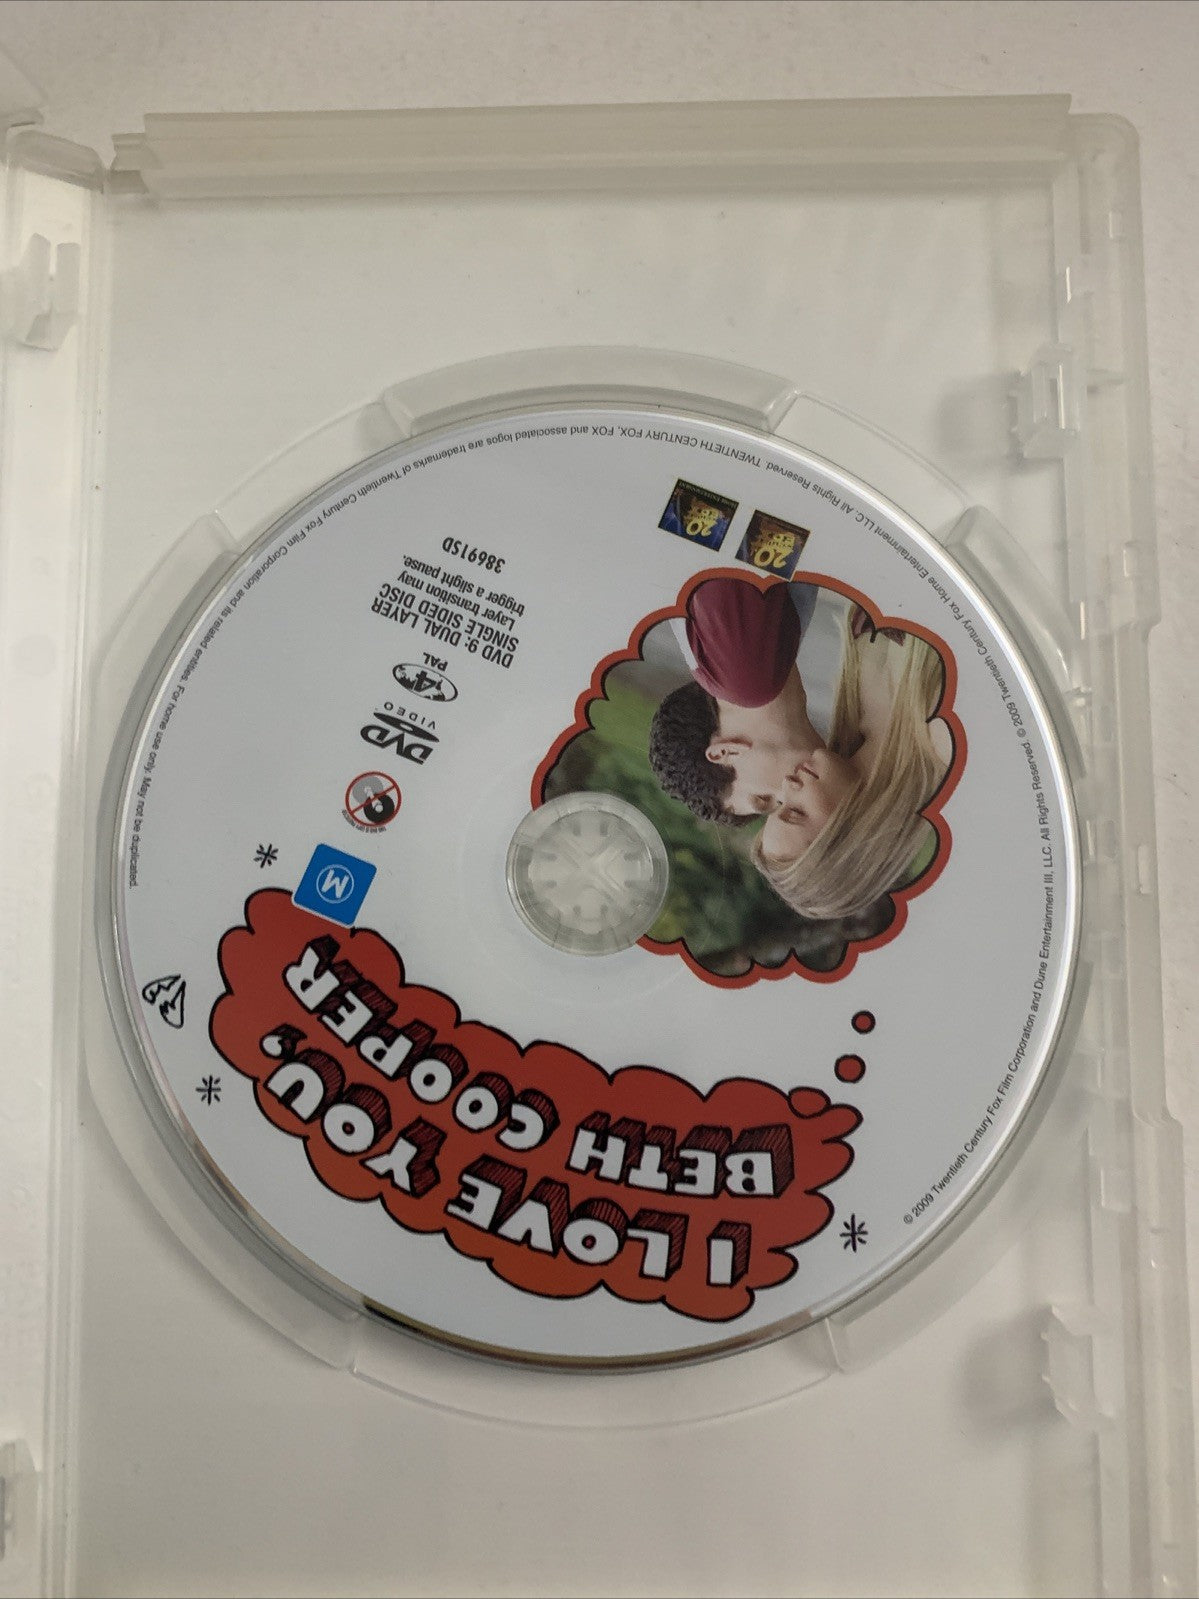 I LOVE YOU,
BETH COOPER
M
DVD
VIDEO
4
PAL
DVD 9: DUAL LAYER
SINGLE SIDED DISC
Layer transition may
trigger a slight pause.
38691SD
20
20
© 2009 Twentieth Century Fox Film Corporation and Dune Entertainment III, LLC. All Rights Reserved. © 2009 Twentieth Century Fox Home Entertainment LLC. All Rights Reserved. TWENTIETH CENTURY FOX, FOX and associated logos are trademarks of Twentieth Century Fox Film Corporation and its related entities. For home use only. May not be duplicated.